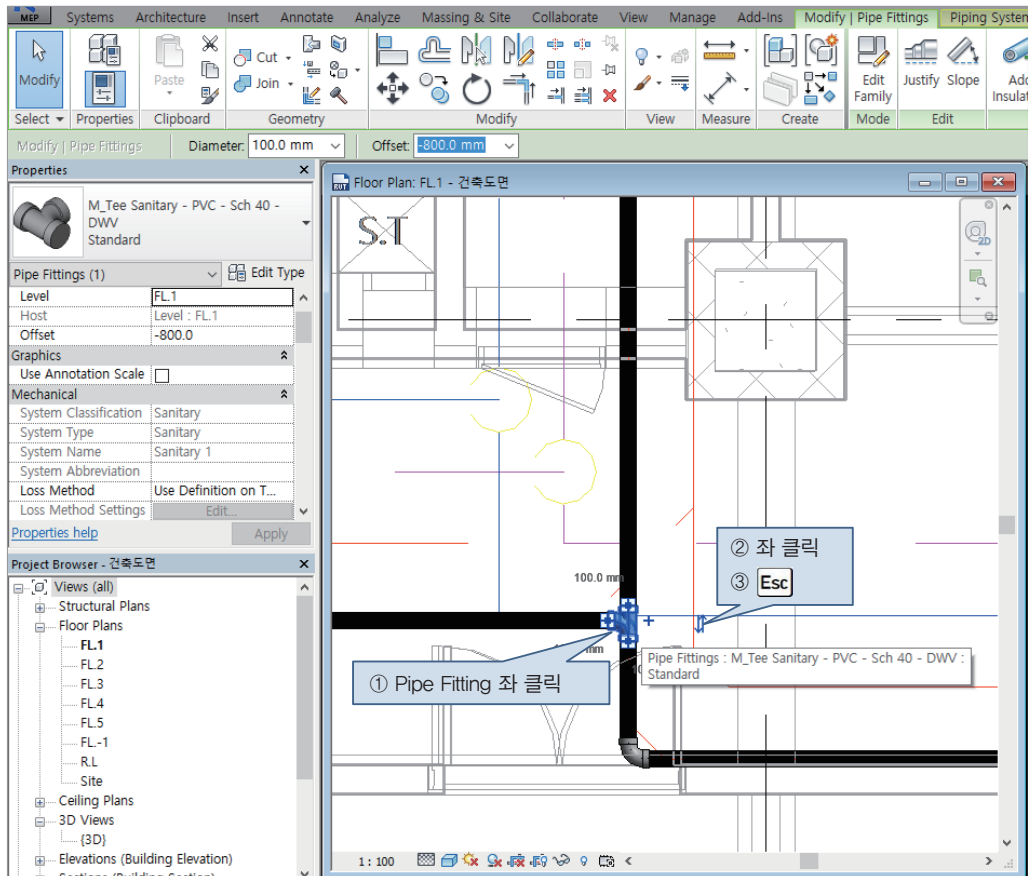 MEP Systems Architecture Insert Annotate Analyze Massing & Site Collaborate View Manage Add-Ins Modify | Pipe Fittings Piping System
Modify Paste Cut Join Edit Family Justify Slope
Select Properties Clipboard Geometry Modify View Measure Create Mode Edit
Modify | Pipe Fittings Diameter: 100.0 mm Offset: -800.0 mm
Properties
M_Tee Sanitary - PVC - Sch 40 -
DWV
Standard
Pipe Fittings (1) Edit Type
Level FL.1
Host Level : FL.1
Offset -800.0
Graphics
Use Annotation Scale
Mechanical
System Classification Sanitary
System Type Sanitary
System Name Sanitary 1
System Abbreviation
Loss Method Use Definition on T...
Loss Method Settings Edit...
Properties help Apply
Project Browser - 건축도면
Views (all)
Structural Plans
Floor Plans
FL.1
FL.2
FL.3
FL.4
FL.5
FL.-1
R.L
Site
Ceiling Plans
3D Views
{3D}
Elevations (Building Elevation)
Sections (Building Section)
RVT Floor Plan: FL.1 - 건축도면
S.T
2D
② 좌 클릭
③ Esc
100.0 mm
① Pipe Fitting 좌 클릭
Pipe Fittings : M_Tee Sanitary - PVC - Sch 40 - DWV :
Standard
1 : 100